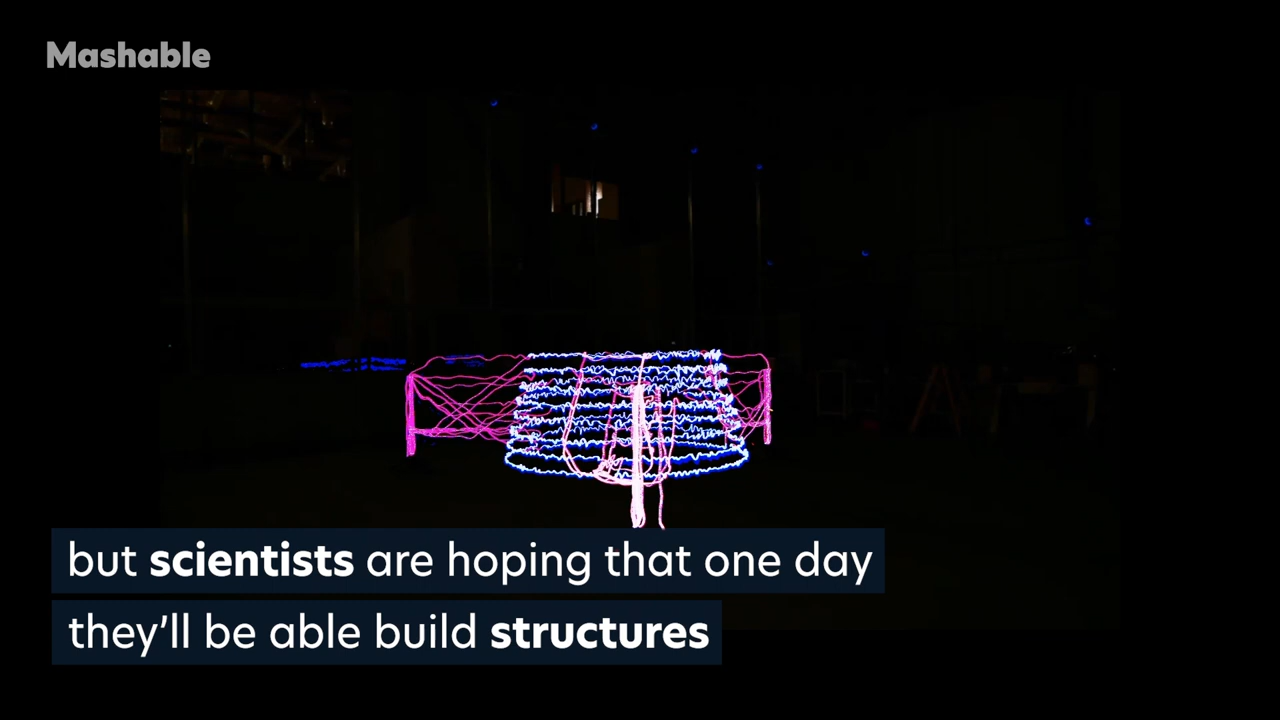 Mashable
but scientists are hoping that one day
they'll be able build structures